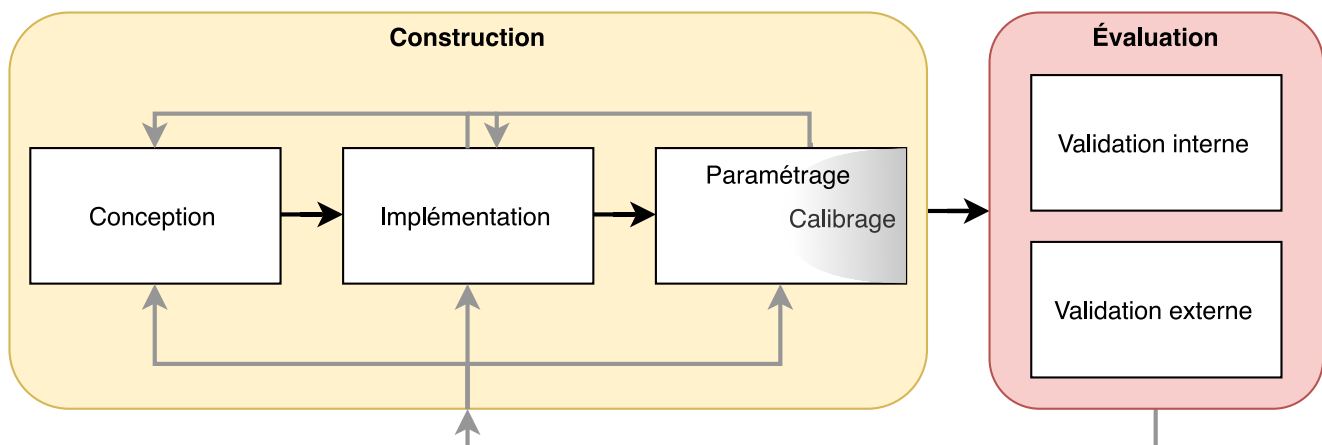 Construction
Conception
Implémentation
Paramétrage
Calibrage
Évaluation
Validation interne
Validation externe